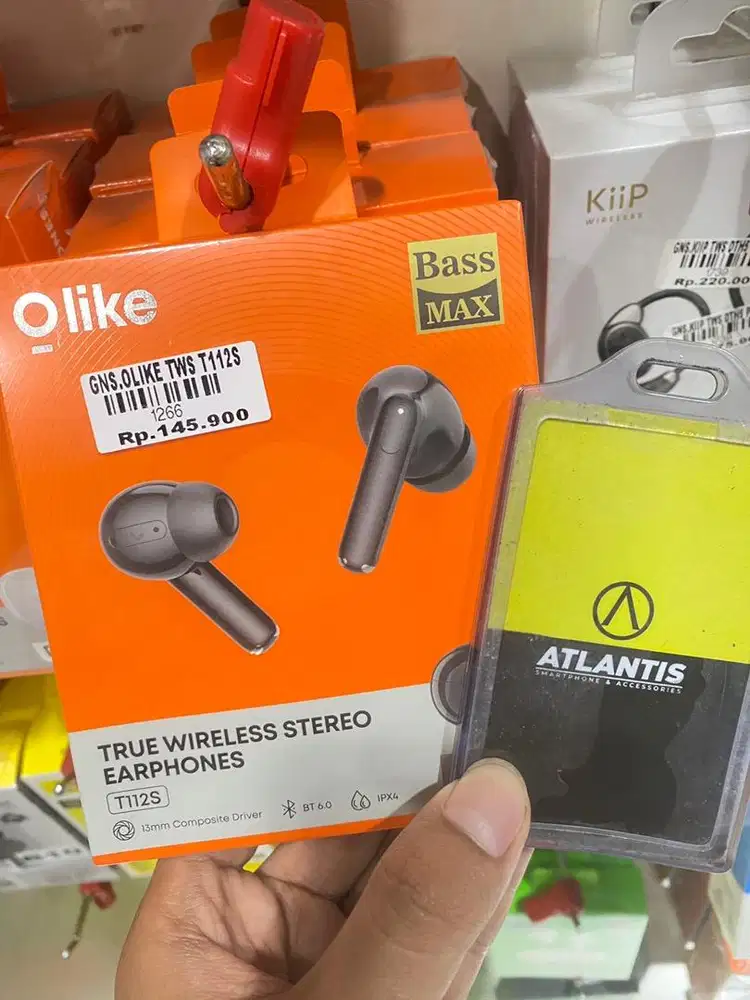 Olike
Bass
MAX
GNS.OLIKE TWS T112S
1266
Rp.145.900
TRUE WIRELESS STEREO
EARPHONES
T112S
13mm Composite Driver
BT 6.0
IPX4
KiiP
WIRELESS
Rp.220.00
ATLANTIS
SMARTPHONE & ACCESSORIES